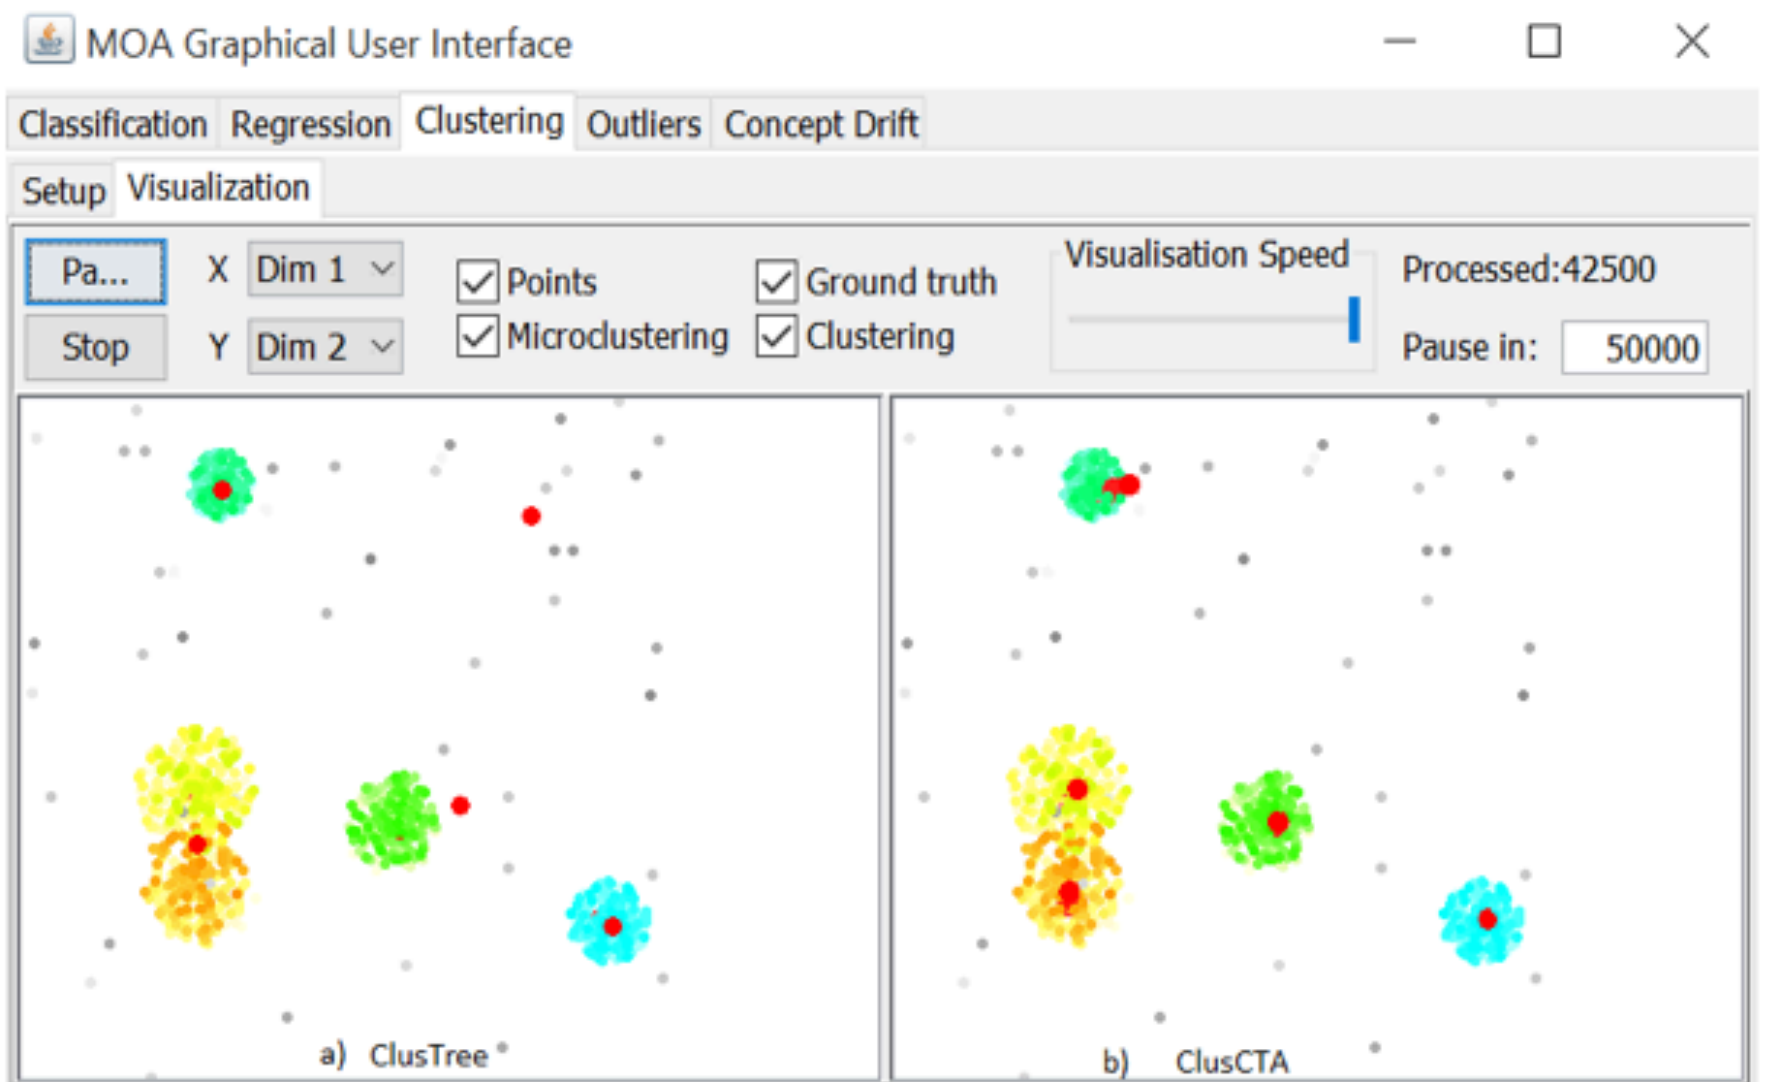 MOA Graphical User Interface
Classification Regression Clustering Outliers Concept Drift
Setup Visualization
Pa... X Dim 1 Points Ground truth Visualisation Speed Processed:42500
Stop Y Dim 2 Microclustering Clustering Pause in: 50000
a) ClusTree b) ClusCTA